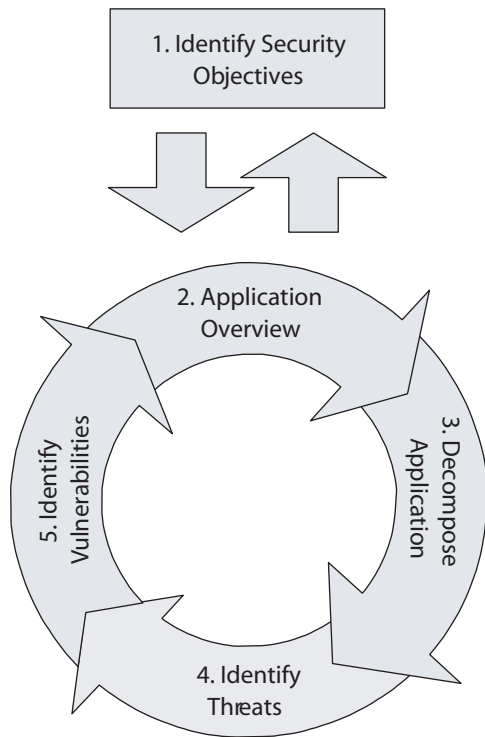 1. Identify Security
Objectives
2. Application
Overview
3. Decompose
Application
4. Identify
Threats
5. Identify
Vulnerabilities